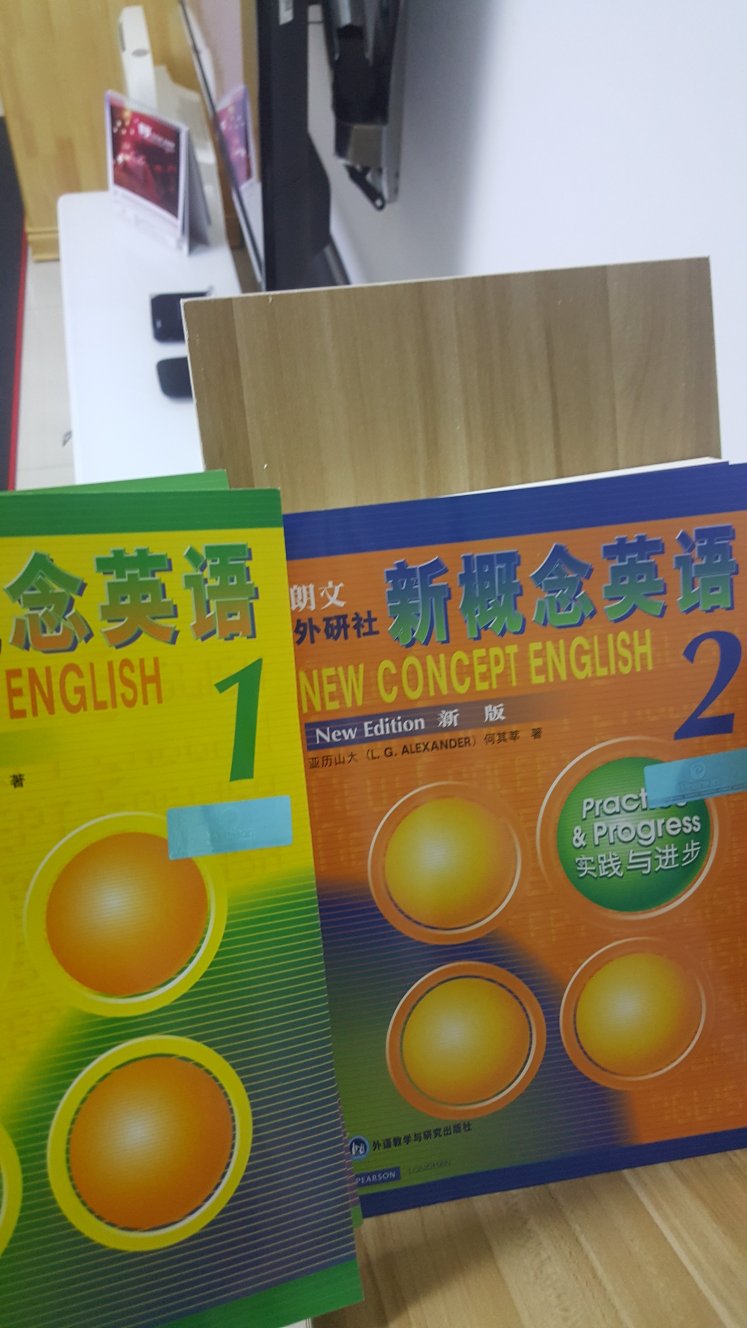 念英语
ENGLISH
1
著
朗文
外研社
新概念英语
NEW CONCEPT ENGLISH
2
New Edition 新 版
亚历山大 (L. G. ALEXANDER) 何其莘 著
Practice
& Progress
实践与进步
外语教学与研究出版社
PEARSON
LONGMAN